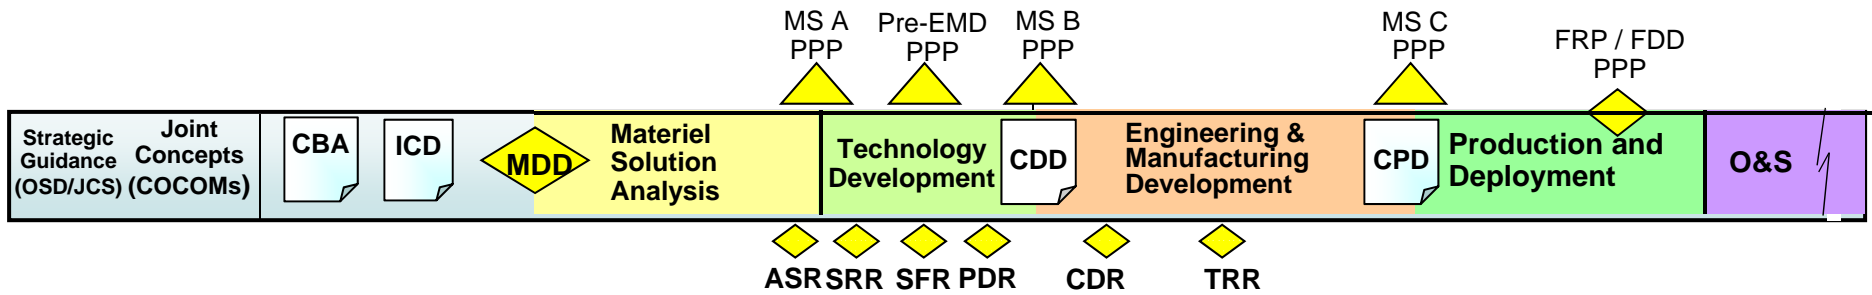 MS A
PPP
Pre-EMD
PPP
MS B
PPP
MS C
PPP
FRP / FDD
PPP
Strategic
Guidance
(OSD/JCS)
Joint
Concepts
(COCOMs)
CBA
ICD
MDD
Materiel
Solution
Analysis
Technology
Development
CDD
Engineering &
Manufacturing
Development
CPD
Production and
Deployment
O&S
ASR
SRR
SFR
PDR
CDR
TRR